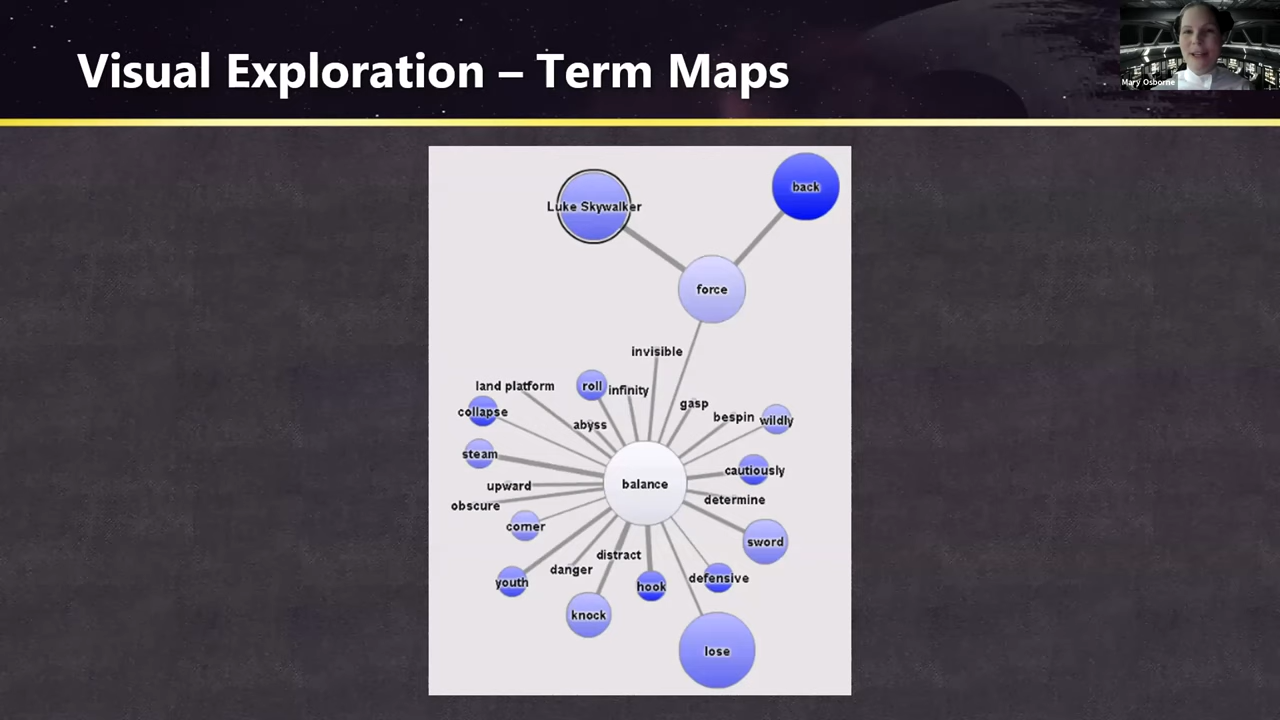 Visual Exploration – Term Maps
Mary Osborne
back
Luke Skywalker
force
invisible
land platform
roll
infinity
gasp
collapse
abyss
bespin
wildly
steam
cautiously
balance
upward
determine
obscure
corner
sword
distract
danger
youth
hook
defensive
knock
lose